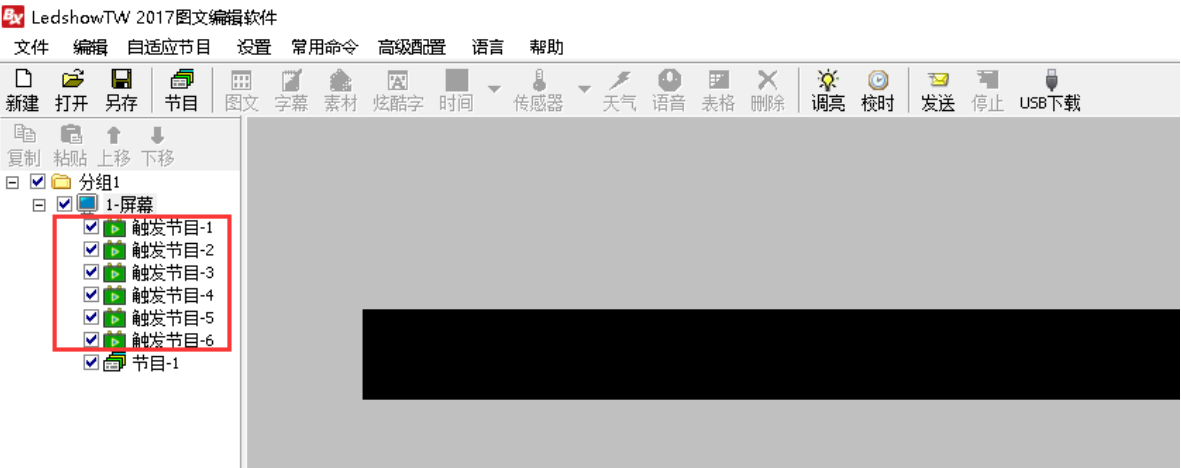 BX LedshowTW 2017图文编辑软件
文件 编辑 自适应节目 设置 常用命令 高级配置 语言 帮助
新建 打开 另存 节目 图文 字幕 素材 炫酷字 时间 传感器 天气 语音 表格 删除 调亮 校时 发送 停止 USB下载
复制 粘贴 上移 下移
分组1
1-屏幕
触发节目-1
触发节目-2
触发节目-3
触发节目-4
触发节目-5
触发节目-6
节目-1